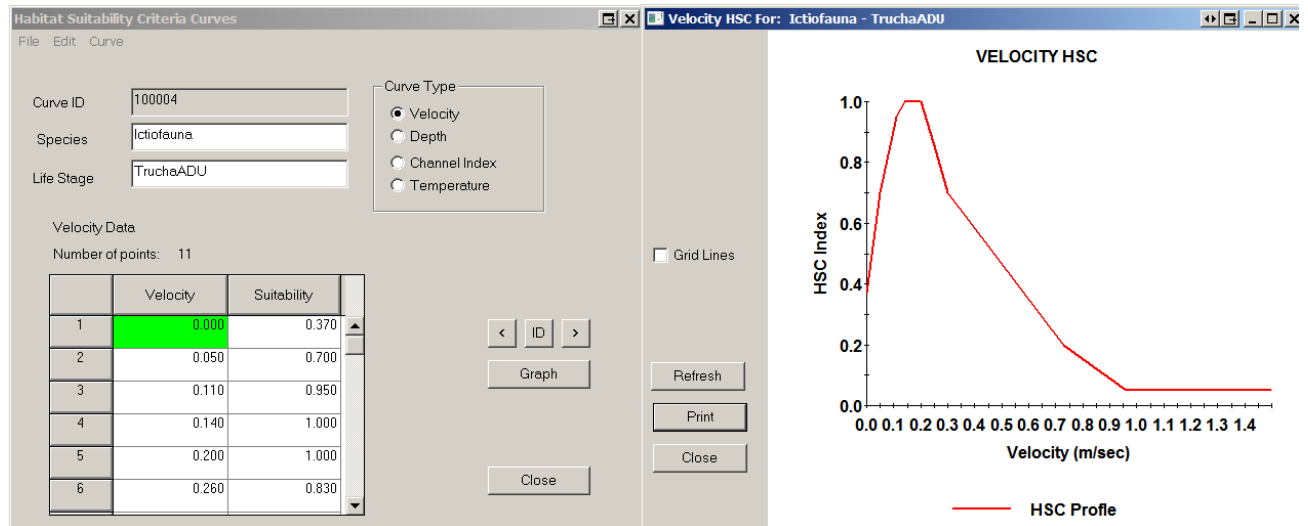 Habitat Suitability Criteria Curves
File Edit Curve
Curve ID 100004
Species Ictiofauna
Life Stage TruchaADU
Curve Type
Velocity
Depth
Channel Index
Temperature
Velocity Data
Number of points: 11
Velocity Suitability
1 0.000 0.370
2 0.050 0.700
3 0.110 0.950
4 0.140 1.000
5 0.200 1.000
6 0.260 0.830
< ID >
Graph
Close
Velocity HSC For: Ictiofauna - TruchaADU
Grid Lines
Refresh
Print
Close
VELOCITY HSC
HSC Index
1.0
0.8
0.6
0.4
0.2
0.0
0.0 0.1 0.2 0.3 0.4 0.5 0.6 0.7 0.8 0.9 1.0 1.1 1.2 1.3 1.4
Velocity (m/sec)
HSC Profle